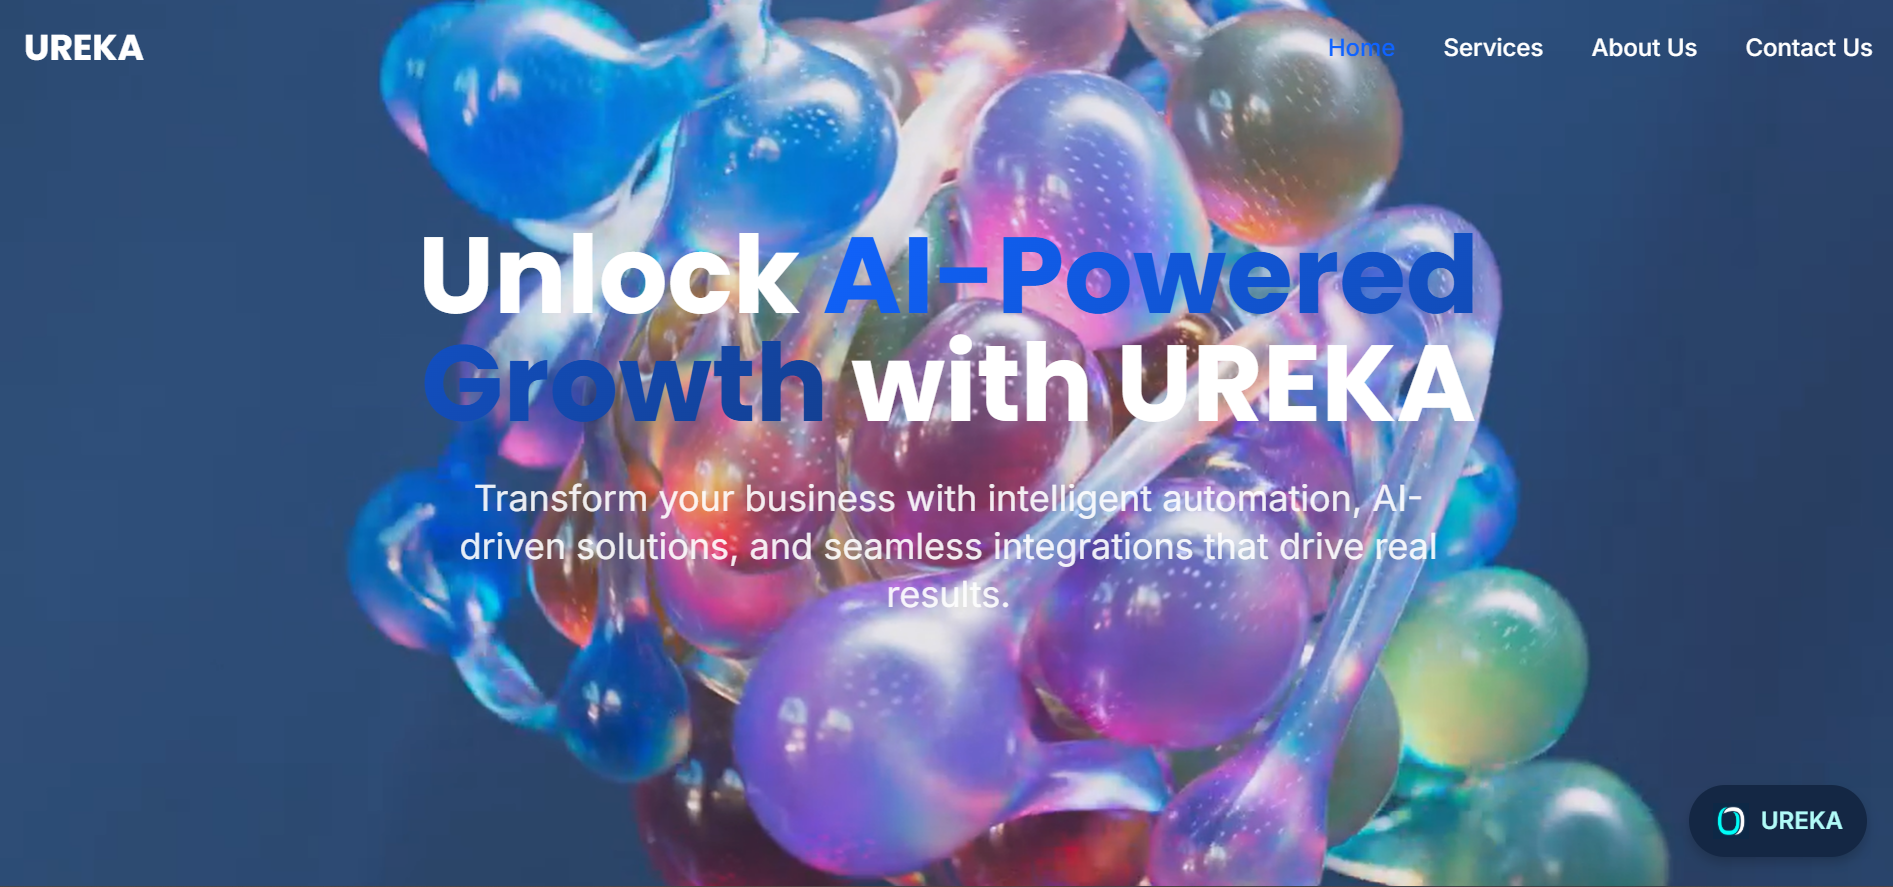 UREKA
Home
Services
About Us
Contact Us
Unlock AI-Powered
Growth with UREKA
Transform your business with intelligent automation, AI-
driven solutions, and seamless integrations that drive real
results.
UREKA